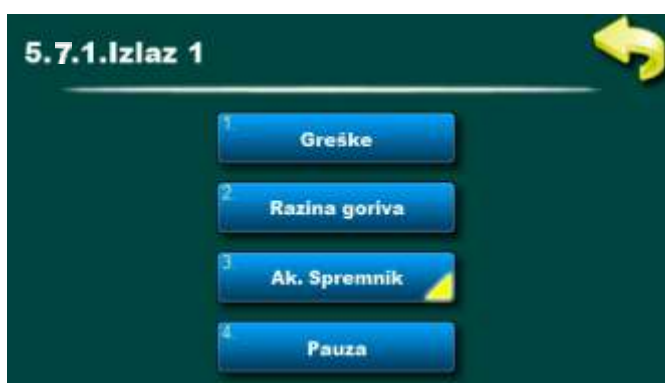 5.7.1.Izlaz 1
1
Greške
2
Razina goriva
3
Ak. Spremnik
4
Pauza